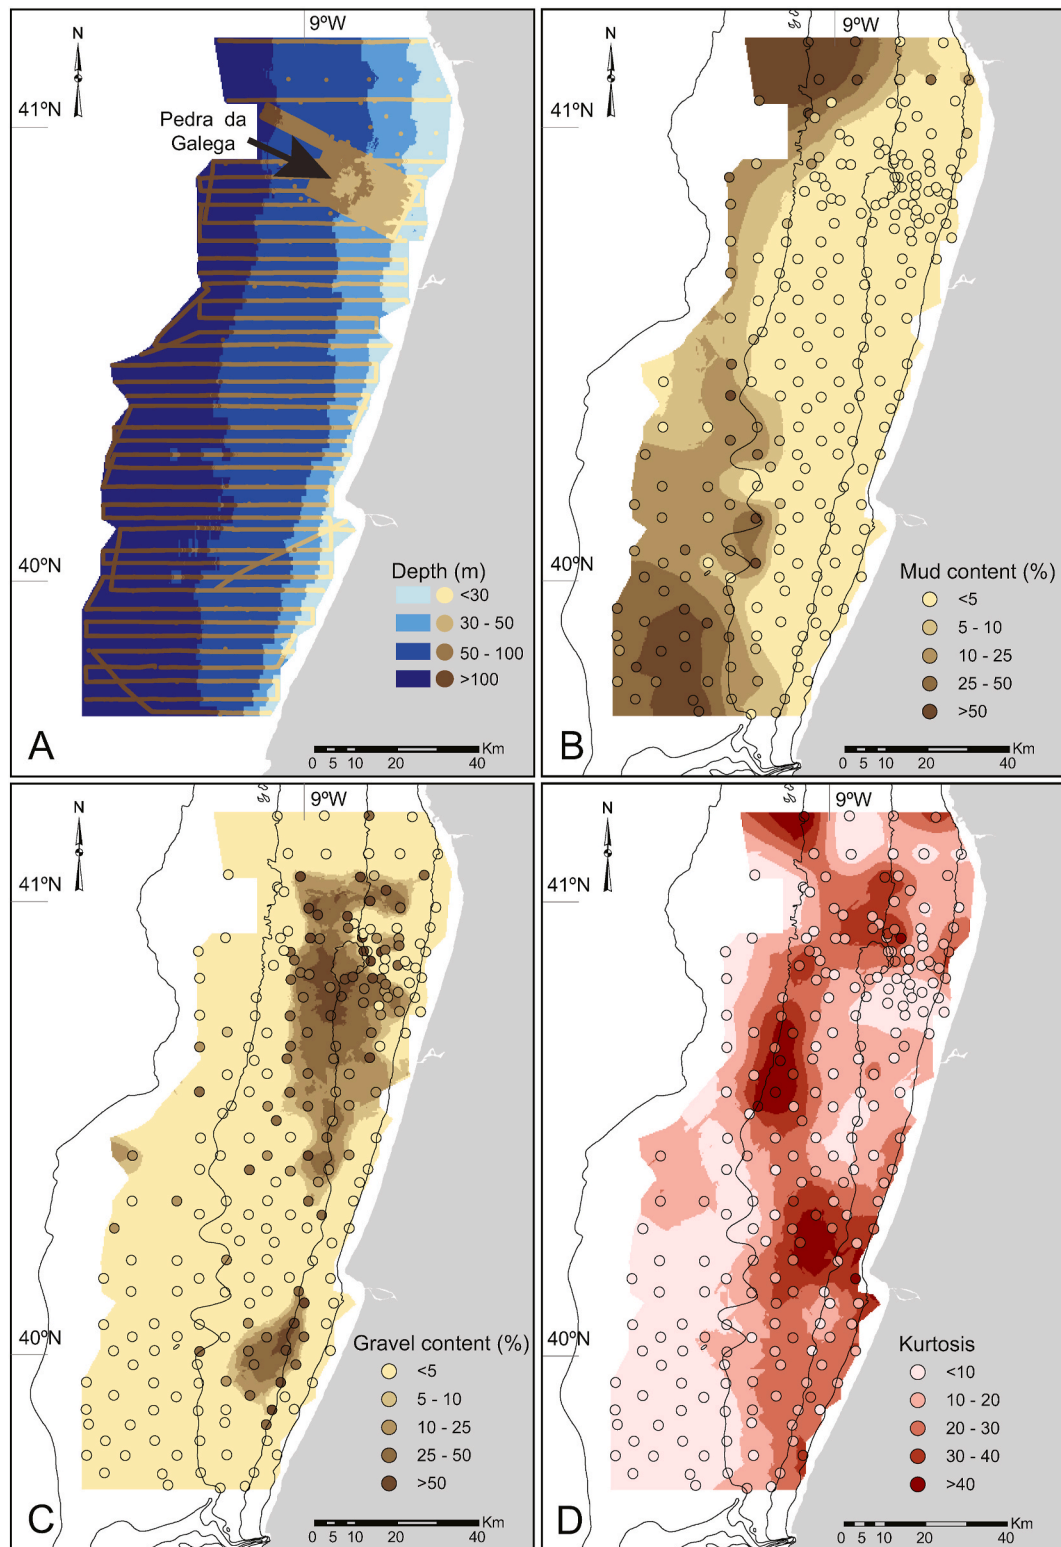 9ºW
N
41ºN
Pedra da
Galega
40ºN
Depth (m)
<30
30 - 50
50 - 100
>100
Km
0 5 10 20 40
A
9ºW
N
41ºN
40ºN
Mud content (%)
<5
5 - 10
10 - 25
25 - 50
>50
Km
0 5 10 20 40
B
9ºW
N
41ºN
40ºN
Gravel content (%)
<5
5 - 10
10 - 25
25 - 50
>50
Km
0 5 10 20 40
C
9ºW
N
41ºN
40ºN
Kurtosis
<10
10 - 20
20 - 30
30 - 40
>40
Km
0 5 10 20 40
D